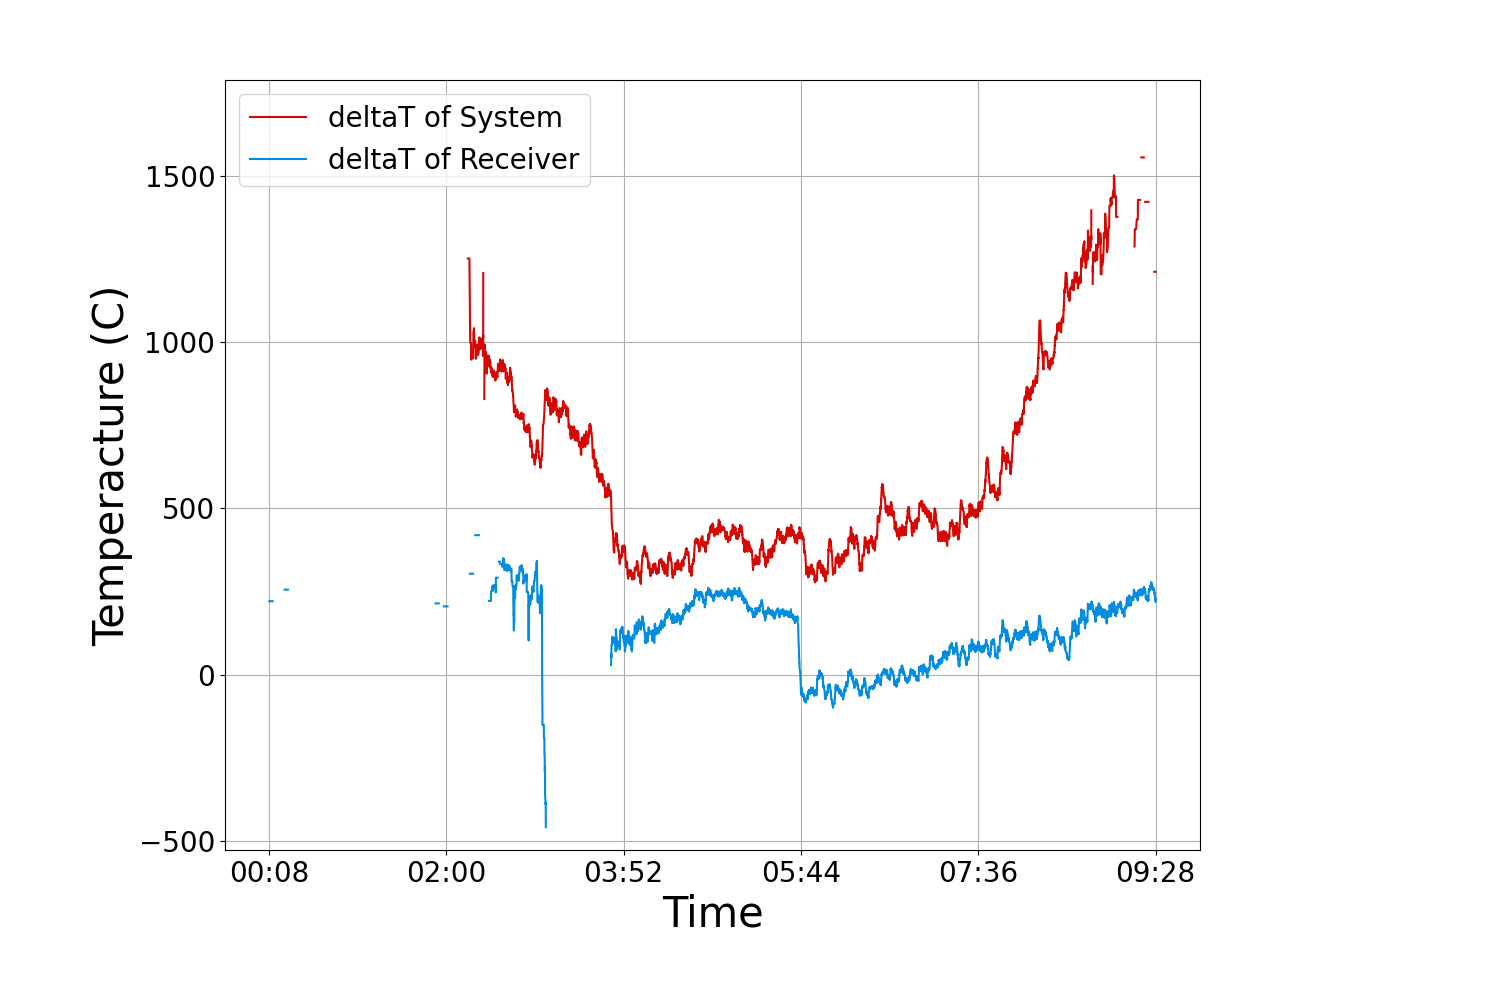 deltaT of System
deltaT of Receiver
1500
1000
500
0
−500
00:08 02:00 03:52 05:44 07:36 09:28
Time
Temperacture (C)